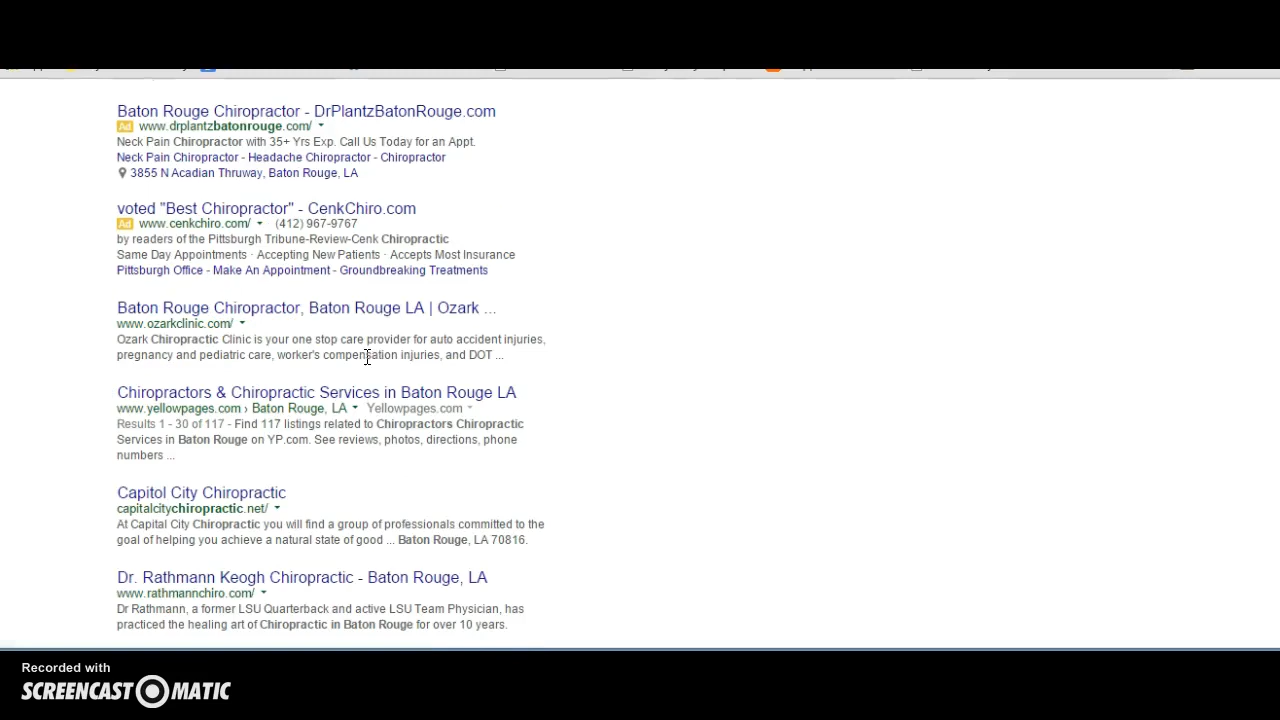 Baton Rouge Chiropractor - DrPlantzBatonRouge.com
Ad www.drplantzbatonrouge.com/
Neck Pain Chiropractor with 35+ Yrs Exp. Call Us Today for an Appt.
Neck Pain Chiropractor - Headache Chiropractor - Chiropractor
3855 N Acadian Thruway, Baton Rouge, LA
voted "Best Chiropractor" - CenkChiro.com
Ad www.cenkchiro.com/ (412) 967-9767
by readers of the Pittsburgh Tribune-Review-Cenk Chiropractic
Same Day Appointments · Accepting New Patients · Accepts Most Insurance
Pittsburgh Office - Make An Appointment - Groundbreaking Treatments
Baton Rouge Chiropractor, Baton Rouge LA | Ozark ...
www.ozarkclinic.com/
Ozark Chiropractic Clinic is your one stop care provider for auto accident injuries,
pregnancy and pediatric care, worker's compensation injuries, and DOT ...
Chiropractors & Chiropractic Services in Baton Rouge LA
www.yellowpages.com › Baton Rouge, LA Yellowpages.com
Results 1 - 30 of 117 - Find 117 listings related to Chiropractors Chiropractic
Services in Baton Rouge on YP.com. See reviews, photos, directions, phone
numbers ...
Capitol City Chiropractic
capitalcitychiropractic.net/
At Capital City Chiropractic you will find a group of professionals committed to the
goal of helping you achieve a natural state of good ... Baton Rouge, LA 70816.
Dr. Rathmann Keogh Chiropractic - Baton Rouge, LA
www.rathmannchiro.com/
Dr Rathmann, a former LSU Quarterback and active LSU Team Physician, has
practiced the healing art of Chiropractic in Baton Rouge for over 10 years.
Recorded with
SCREENCAST O MATIC